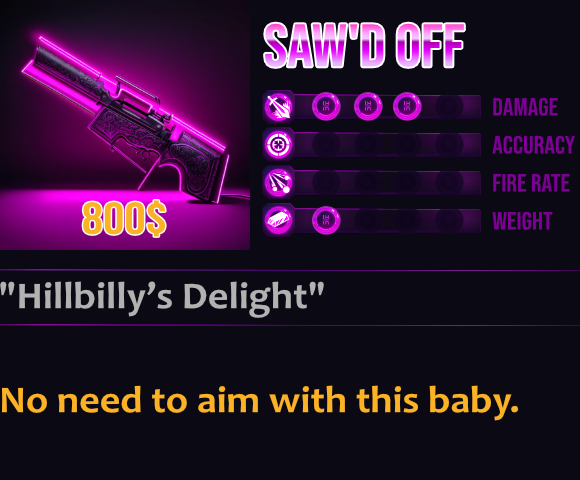 SAW'D OFF
DAMAGE
ACCURACY
FIRE RATE
WEIGHT
800$
"Hillbilly’s Delight"
No need to aim with this baby.